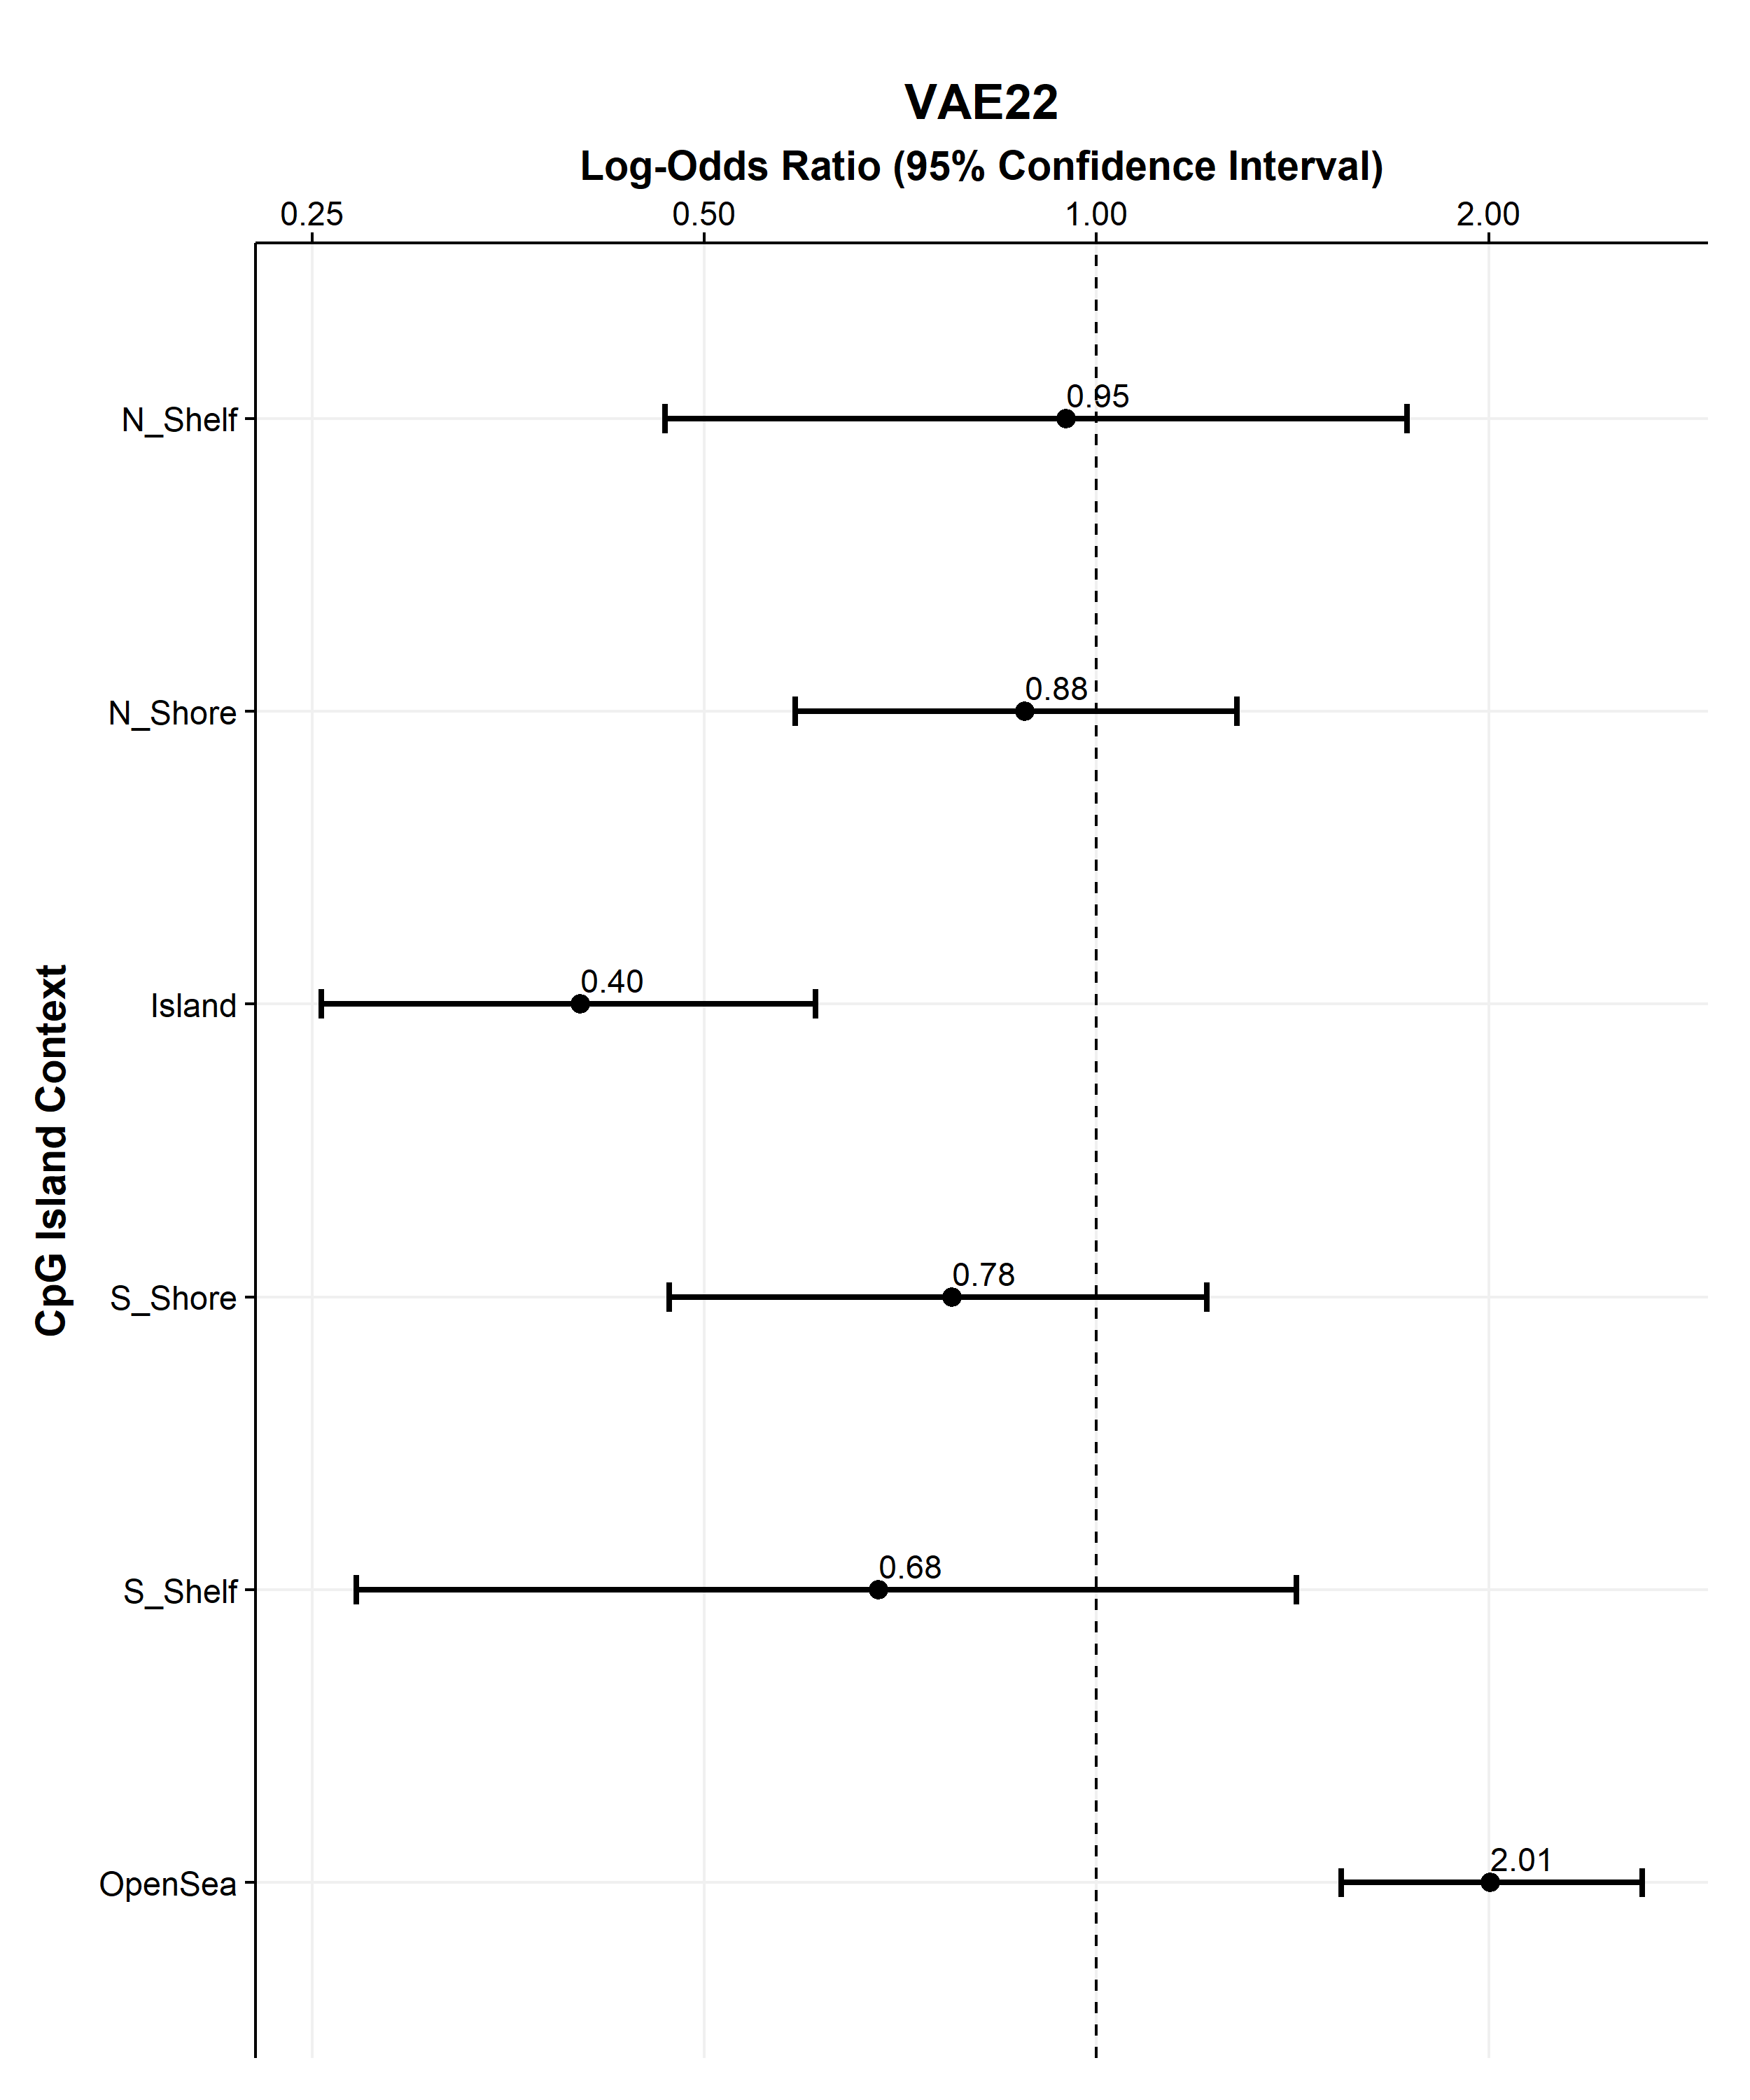 VAE22
Log-Odds Ratio (95% Confidence Interval)
0.25 0.50 1.00 2.00
N_Shelf 0.95
N_Shore 0.88
Island 0.40
CpG Island Context
S_Shore 0.78
S_Shelf 0.68
OpenSea 2.01